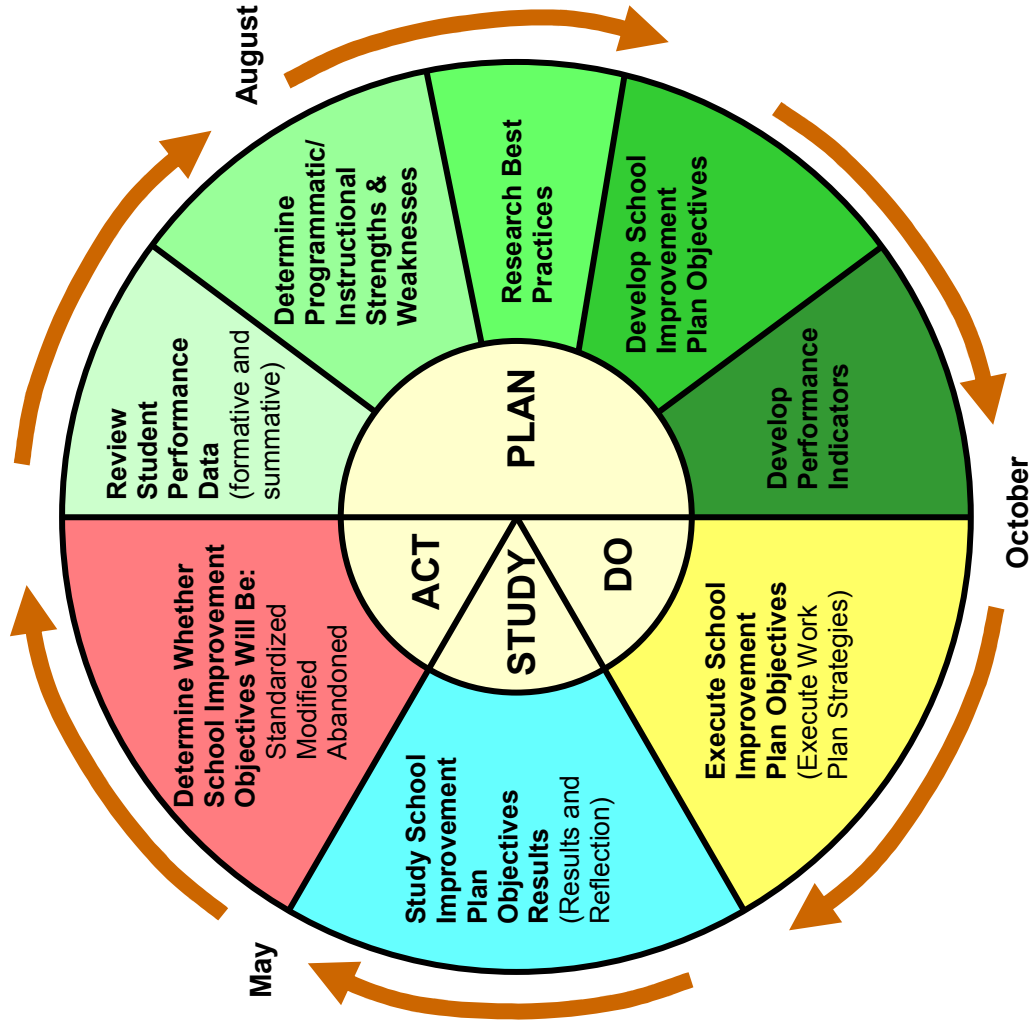 August
Review
Student
Performance
Data
(formative and
summative)
Determine
Programmatic/
Instructional
Strengths &
Weaknesses
Research Best
Practices
Develop School
Improvement
Plan Objectives
Develop
Performance
Indicators
October
Execute School
Improvement
Plan Objectives
(Execute Work
Plan Strategies)
Study School
Improvement
Plan
Objectives
Results
(Results and
Reflection)
May
Determine Whether
School Improvement
Objectives Will Be:
Standardized
Modified
Abandoned
PLAN
DO
STUDY
ACT